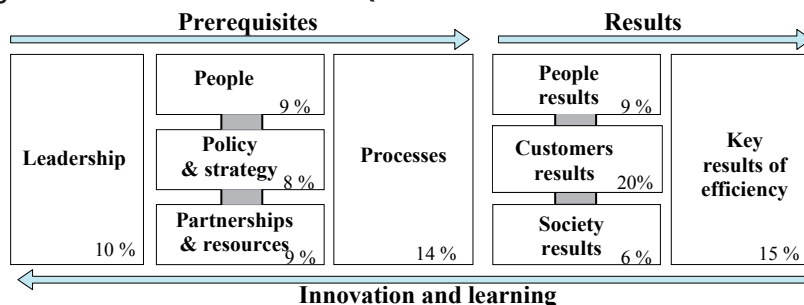 Prerequisites
Results
Leadership
10 %
People
9 %
Policy
& strategy
8 %
Partnerships
& resources
9 %
Processes
14 %
People
results
9 %
Customers
results
20%
Society
results
6 %
Key
results of
efficiency
15 %
Innovation and learning